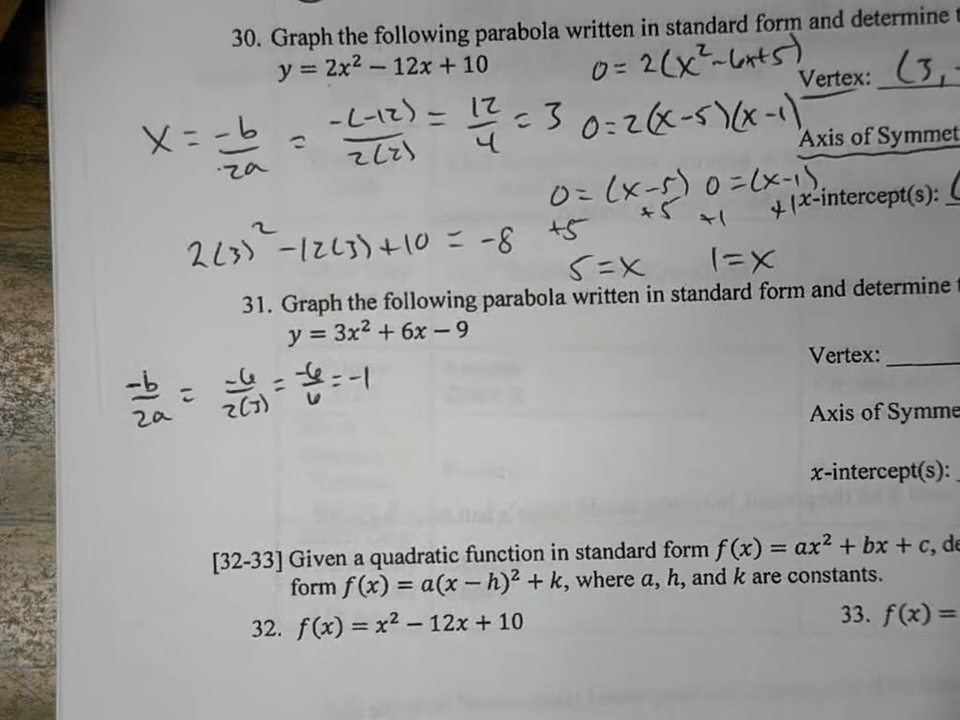 30. Graph the following parabola written in standard form and determine t
y = 2x² − 12x + 10
0 = 2(x² − 6x + 5)
Vertex: (3, -
x = -b/2a = -(-12)/2(2) = 12/4 = 3
0 = 2(x − 5)(x − 1)
Axis of Symmet
0 = (x − 5) 0 = (x − 1)
+5 +5 +1 +1
x-intercept(s): (
2(3)² − 12(3) + 10 = -8
5 = x 1 = x
31. Graph the following parabola written in standard form and determine t
y = 3x² + 6x − 9
Vertex:
-b/2a = -6/2(3) = -6/6 = -1
Axis of Symme
x-intercept(s):
[32-33] Given a quadratic function in standard form f(x) = ax² + bx + c, de
form f(x) = a(x − h)² + k, where a, h, and k are constants.
32. f(x) = x² − 12x + 10
33. f(x) =